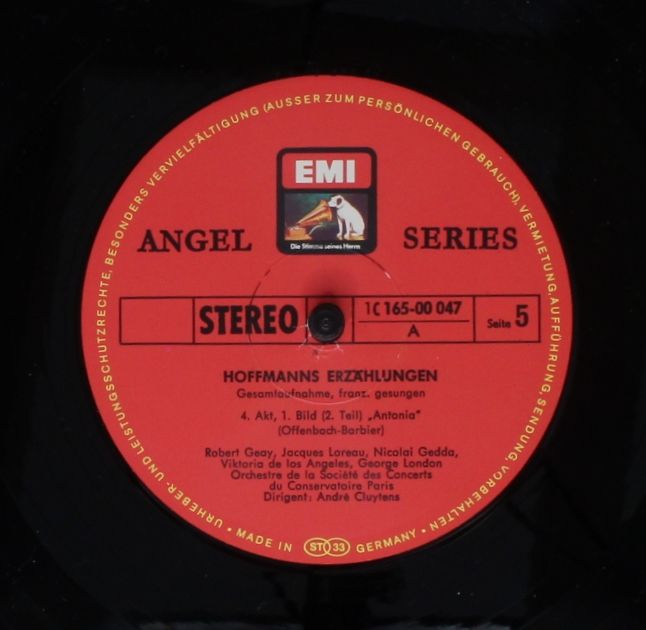 URHEBER- UND LEISTUNGSSCHUTZRECHTE, BESONDERS VERVIELFÄLTIGUNG (AUSSER ZUM PERSÖNLICHEN GEBRAUCH), VERMIETUNG, AUFFÜHRUNG, SENDUNG VORBEHALTEN
EMI
Die Stimme seines Herrn
ANGEL SERIES
STEREO
1C 165-00 047
A
Seite 5
HOFFMANNS ERZÄHLUNGEN
Gesamtaufnahme, franz. gesungen
4. Akt, 1. Bild (2. Teil) „Antonia“
(Offenbach-Barbier)
Robert Geay, Jacques Loreau, Nicolai Gedda,
Viktoria de los Angeles, George London
Orchestre de la Société des Concerts
du Conservatoire Paris
Dirigent: André Cluytens
• MADE IN ST 33 GERMANY •